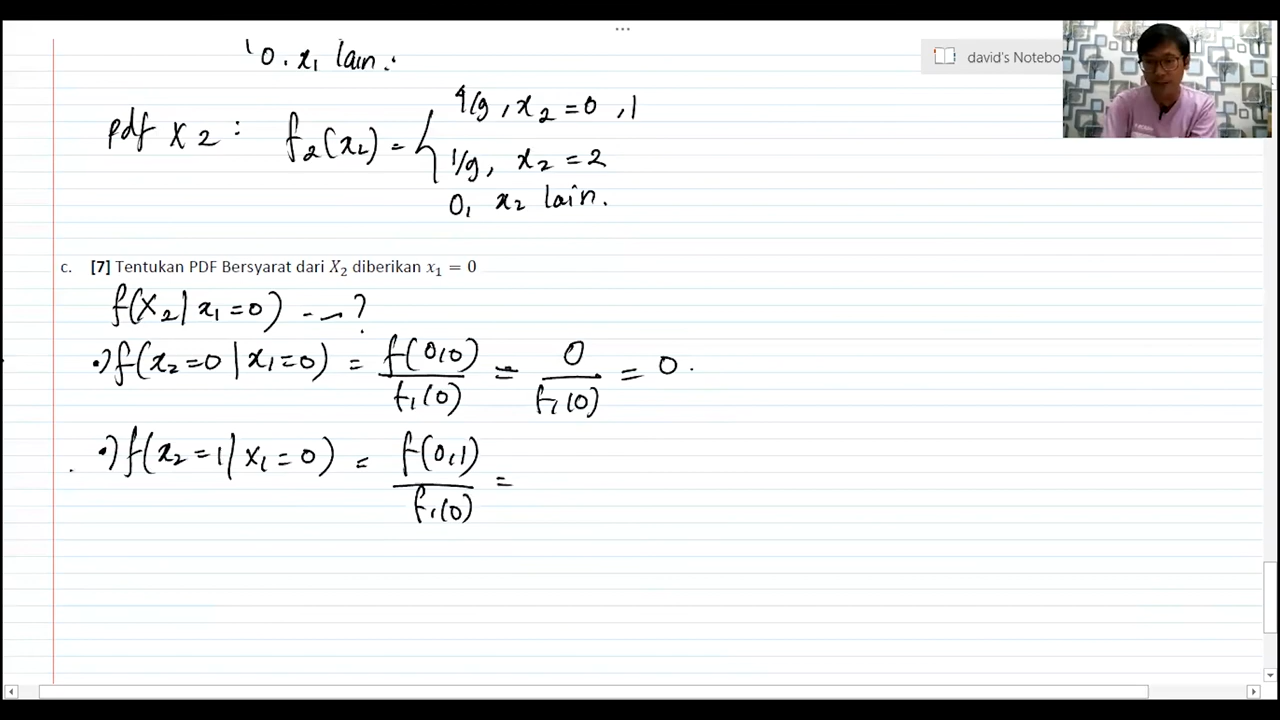 0, x₁ lain.
david's Notebo
pdf X2 : f₂(x₂) = { 4/9, x₂ = 0, 1
1/9, x₂ = 2
0, x₂ lain.
c. [7] Tentukan PDF Bersyarat dari X₂ diberikan x₁ = 0
f(X₂ | x₁ = 0) --- ?
•) f(x₂ = 0 | x₁ = 0) = f(0,0) / f₁(0) = 0 / f₁(0) = 0.
•) f(x₂ = 1 | x₁ = 0) = f(0,1) / f₁(0) =